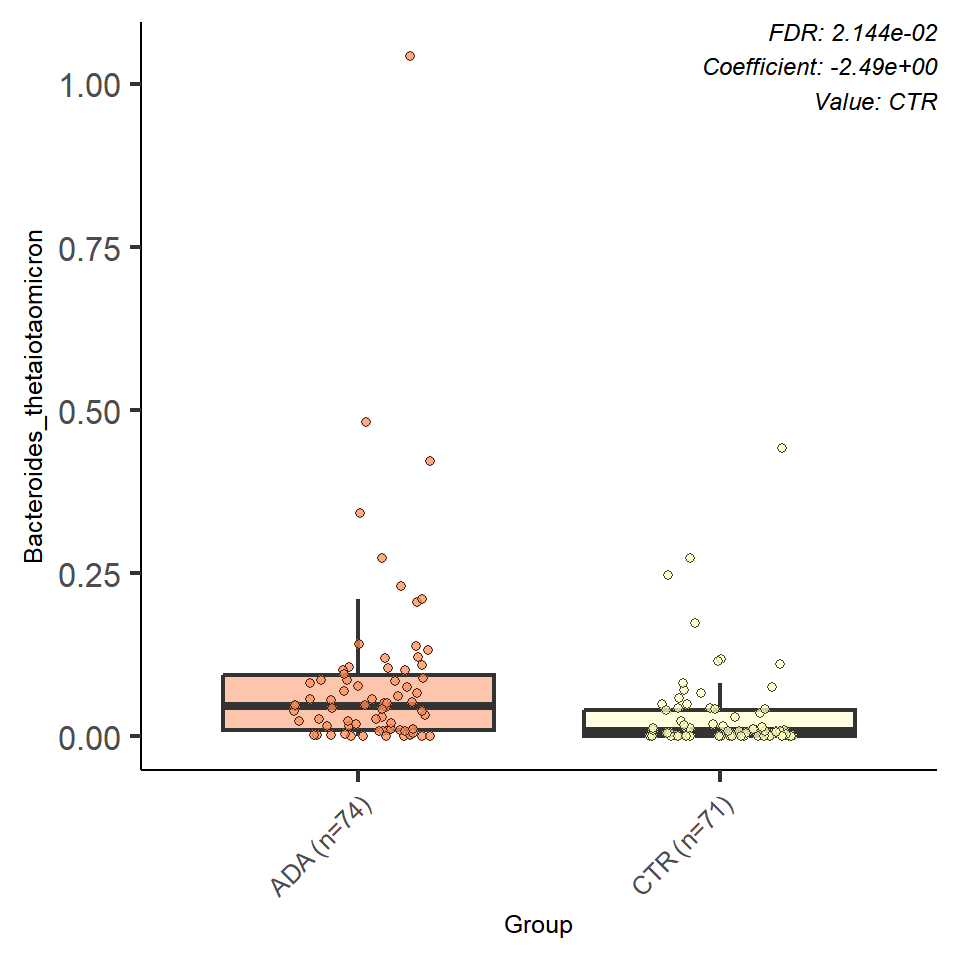 FDR: 2.144e-02
Coefficient: -2.49e+00
Value: CTR
1.00
0.75
0.50
0.25
0.00
Bacteroides_thetaiotaomicron
ADA (n=74)
CTR (n=71)
Group